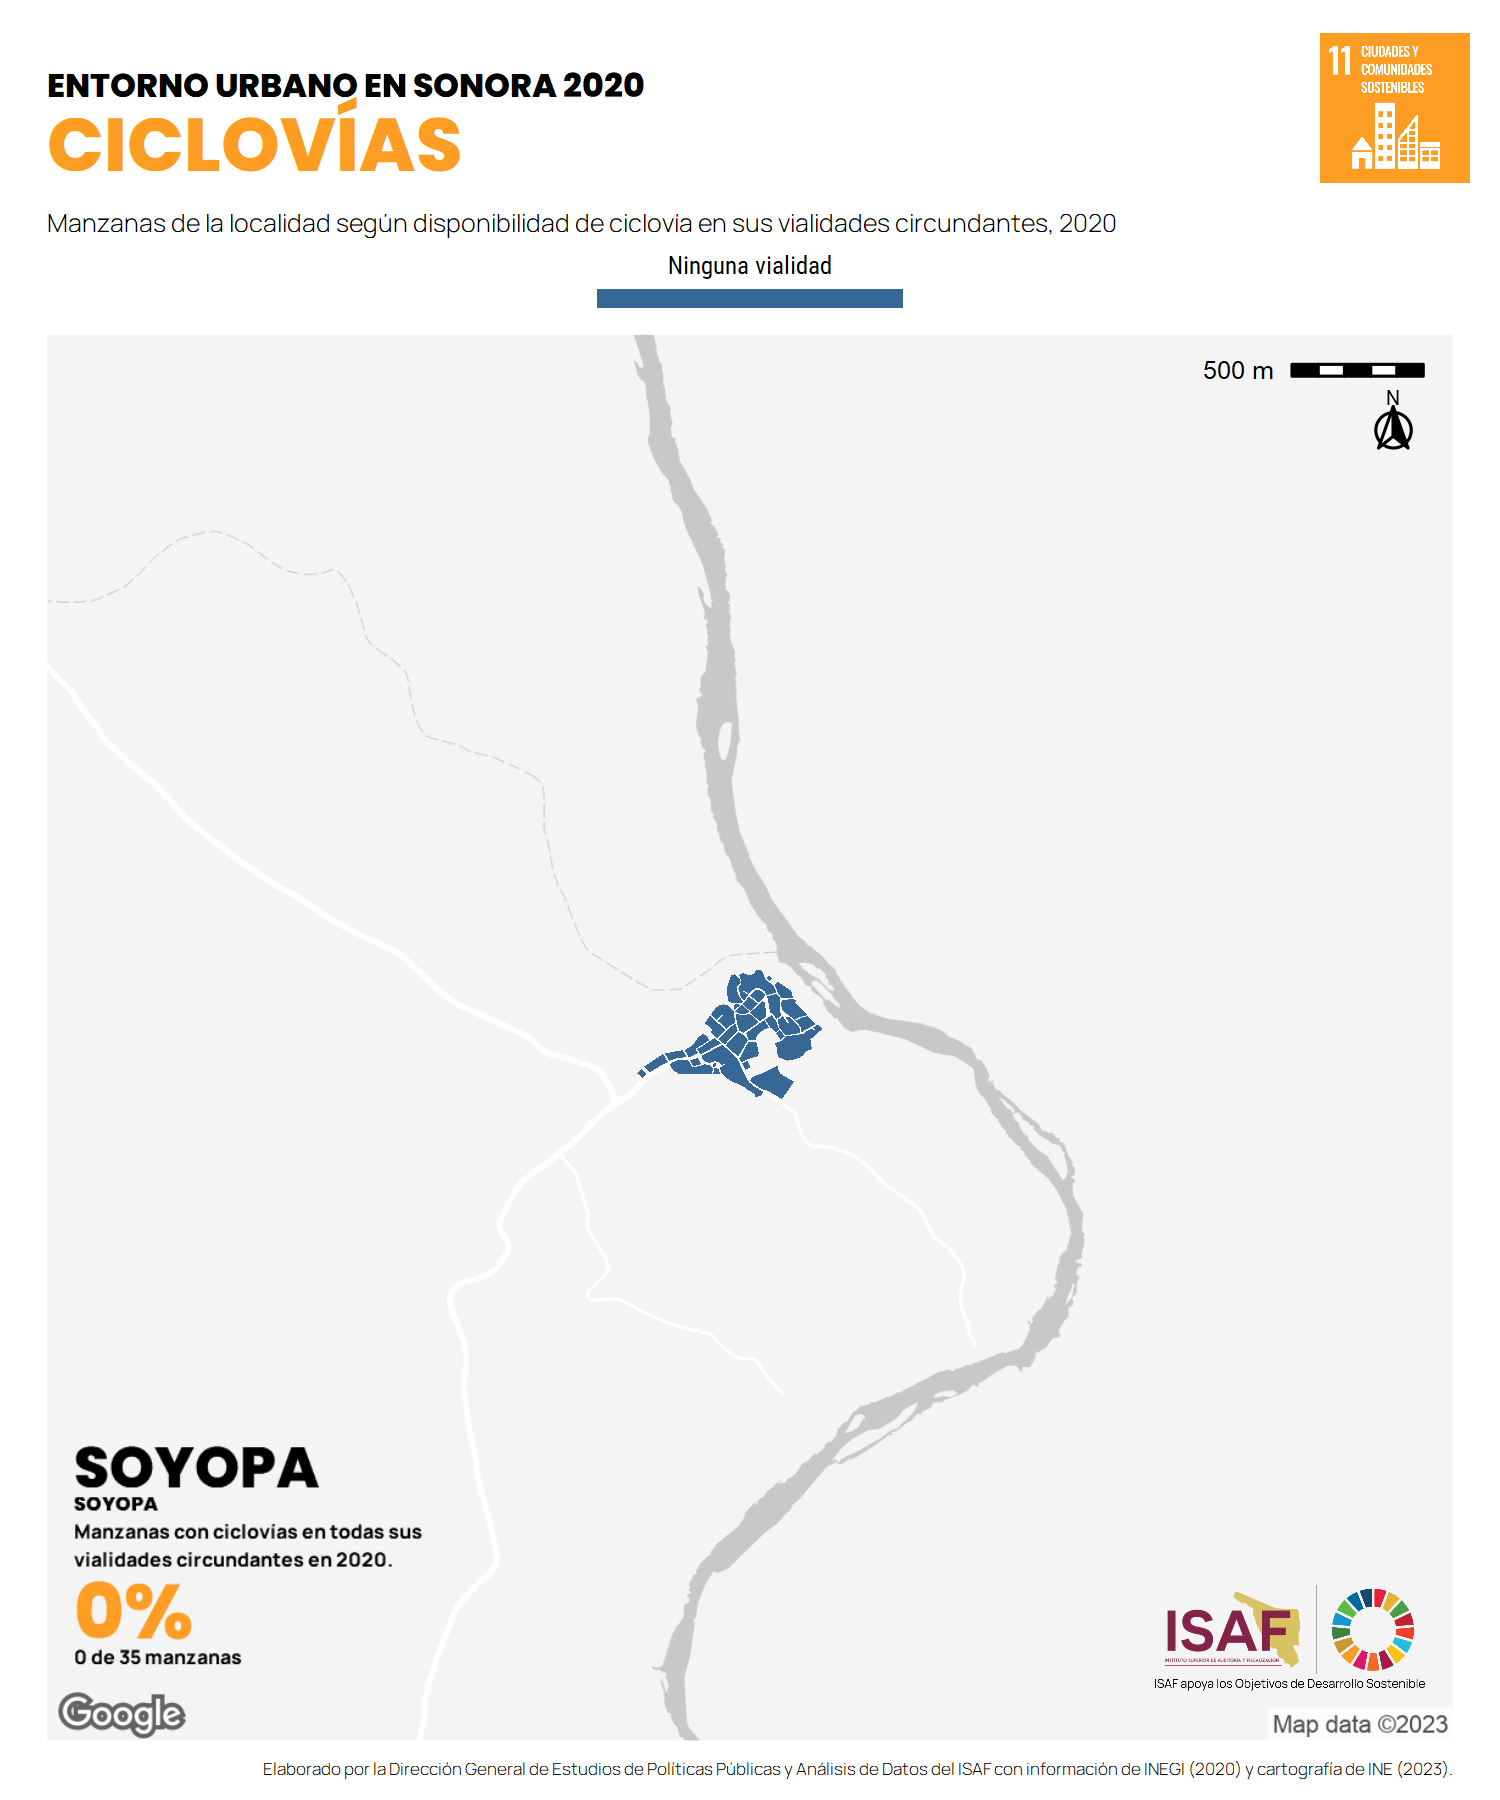 ENTORNO URBANO EN SONORA 2020
CICLOVÍAS
11 CIUDADES Y
COMUNIDADES
SOSTENIBLES
Manzanas de la localidad según disponibilidad de ciclovía en sus vialidades circundantes, 2020
Ninguna vialidad
500 m
N
SOYOPA
SOYOPA
Manzanas con ciclovias en todas sus
vialidades circundantes en 2020.
0%
0 de 35 manzanas
Google
ISAF
INSTITUTO SUPERIOR DE AUDITORÍA Y FISCALIZACIÓN
ISAF apoya los Objetivos de Desarrollo Sostenible
Map data ©2023
Elaborado por la Dirección General de Estudios de Políticas Públicas y Análisis de Datos del ISAF con información de INEGI (2020) y cartografía de INE (2023).